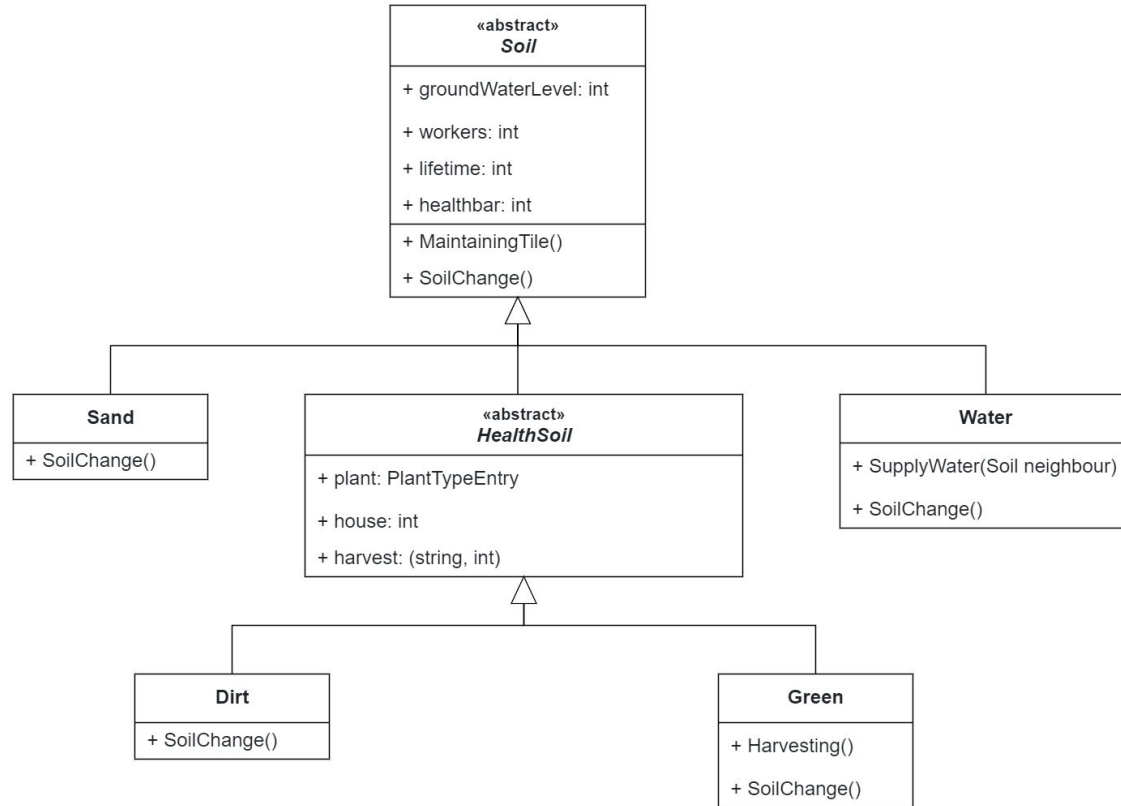 «abstract»
Soil
+ groundWaterLevel: int
+ workers: int
+ lifetime: int
+ healthbar: int
+ MaintainingTile()
+ SoilChange()
Sand
+ SoilChange()
«abstract»
HealthSoil
+ plant: PlantTypeEntry
+ house: int
+ harvest: (string, int)
Water
+ SupplyWater(Soil neighbour)
+ SoilChange()
Dirt
+ SoilChange()
Green
+ Harvesting()
+ SoilChange()